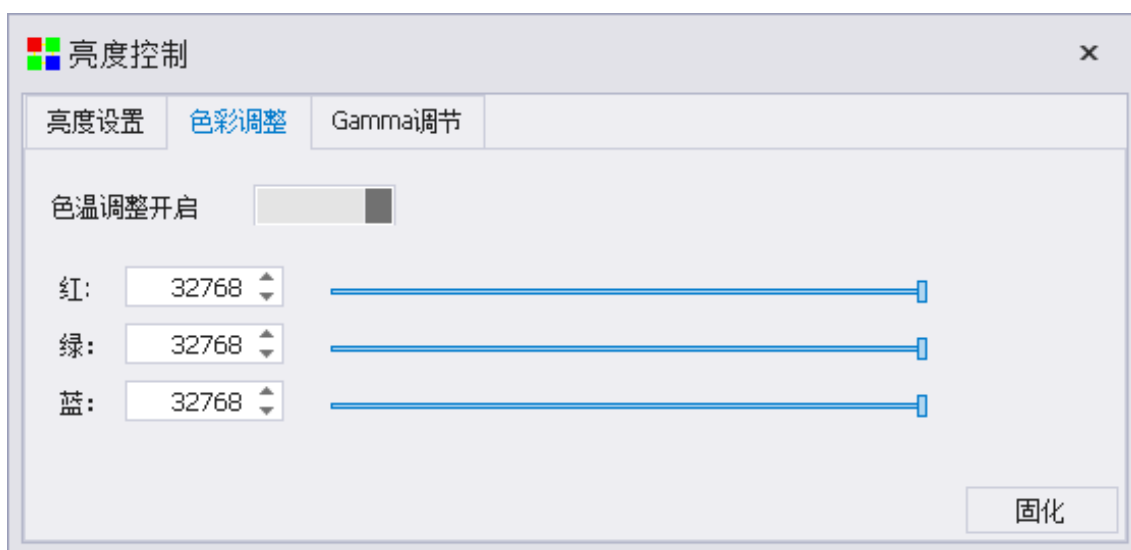 亮度控制
亮度设置 色彩调整 Gamma调节
色温调整开启
红: 32768
绿: 32768
蓝: 32768
固化